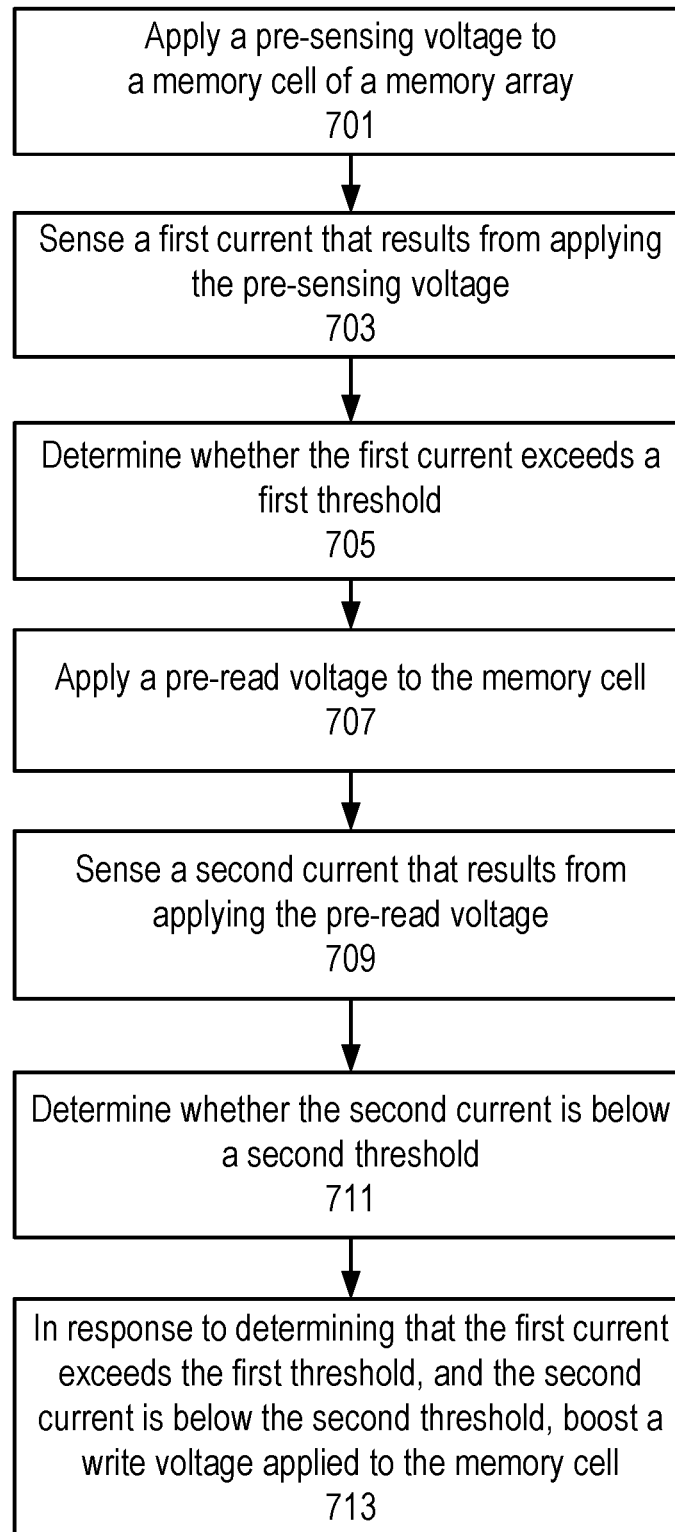 Apply a pre-sensing voltage to
a memory cell of a memory array
701
Sense a first current that results from applying
the pre-sensing voltage
703
Determine whether the first current exceeds a
first threshold
705
Apply a pre-read voltage to the memory cell
707
Sense a second current that results from
applying the pre-read voltage
709
Determine whether the second current is below
a second threshold
711
In response to determining that the first current
exceeds the first threshold, and the second
current is below the second threshold, boost a
write voltage applied to the memory cell
713